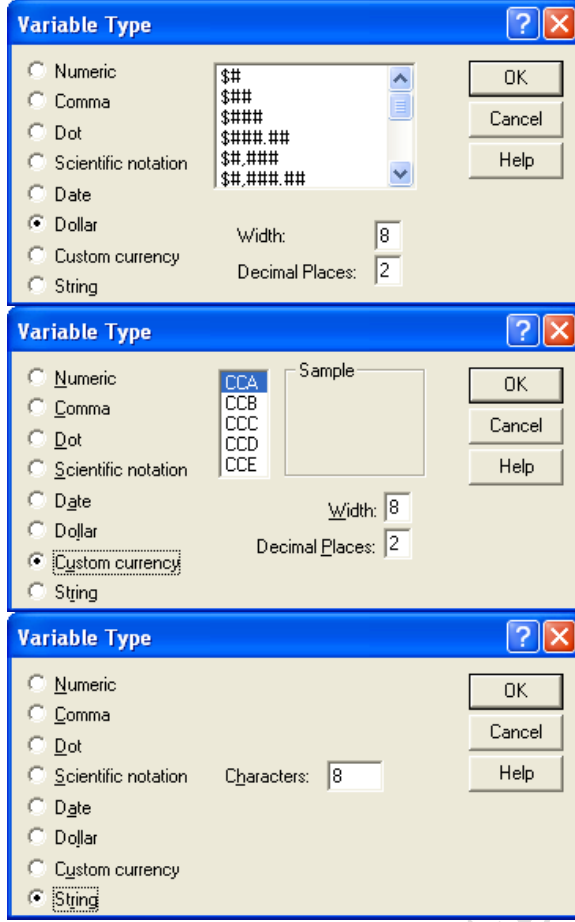 Variable Type
Numeric
Comma
Dot
Scientific notation
Date
Dollar
Custom currency
String
$#
$##
$###
$###.##
$#,###
$#,###.##
Width: 8
Decimal Places: 2
OK
Cancel
Help
Variable Type
Numeric
Comma
Dot
Scientific notation
Date
Dollar
Custom currency
String
CCA
CCB
CCC
CCD
CCE
Sample
Width: 8
Decimal Places: 2
OK
Cancel
Help
Variable Type
Numeric
Comma
Dot
Scientific notation
Date
Dollar
Custom currency
String
Characters: 8
OK
Cancel
Help